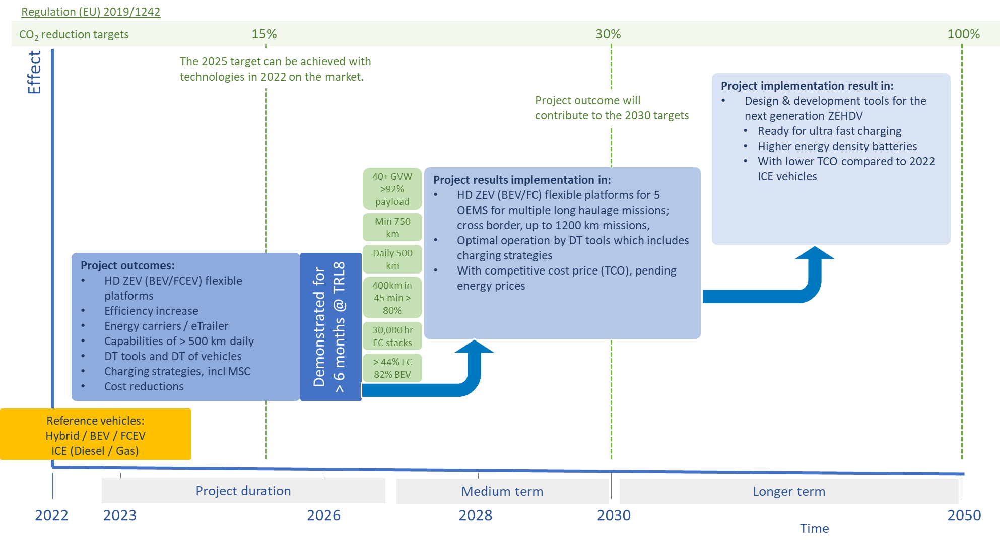 Regulation (EU) 2019/1242
CO2 reduction targets
15%
30%
100%
Effect
The 2025 target can be achieved with
technologies in 2022 on the market.
Project outcome will
contribute to the 2030 targets
Project implementation result in:
• Design & development tools for the
next generation ZEHDV
• Ready for ultra fast charging
• Higher energy density batteries
• With lower TCO compared to 2022
ICE vehicles
40+ GVW
>92%
payload
Min 750
km
Daily 500
km
400km in
45 min >
80%
30,000 hr
FC stacks
> 44% FC
82% BEV
Project results implementation in:
• HD ZEV (BEV/FC) flexible platforms for 5
OEMS for multiple long haulage missions;
cross border, up to 1200 km missions,
• Optimal operation by DT tools which includes
charging strategies
• With competitive cost price (TCO), pending
energy prices
Project outcomes:
• HD ZEV (BEV/FCEV) flexible
platforms
• Efficiency increase
• Energy carriers / eTrailer
• Capabilities of > 500 km daily
• DT tools and DT of vehicles
• Charging strategies, incl MSC
• Cost reductions
Demonstrated for
> 6 months @ TRL8
Reference vehicles:
Hybrid / BEV / FCEV
ICE (Diesel / Gas)
Project duration
Medium term
Longer term
2022
2023
2026
2028
2030
2050
Time